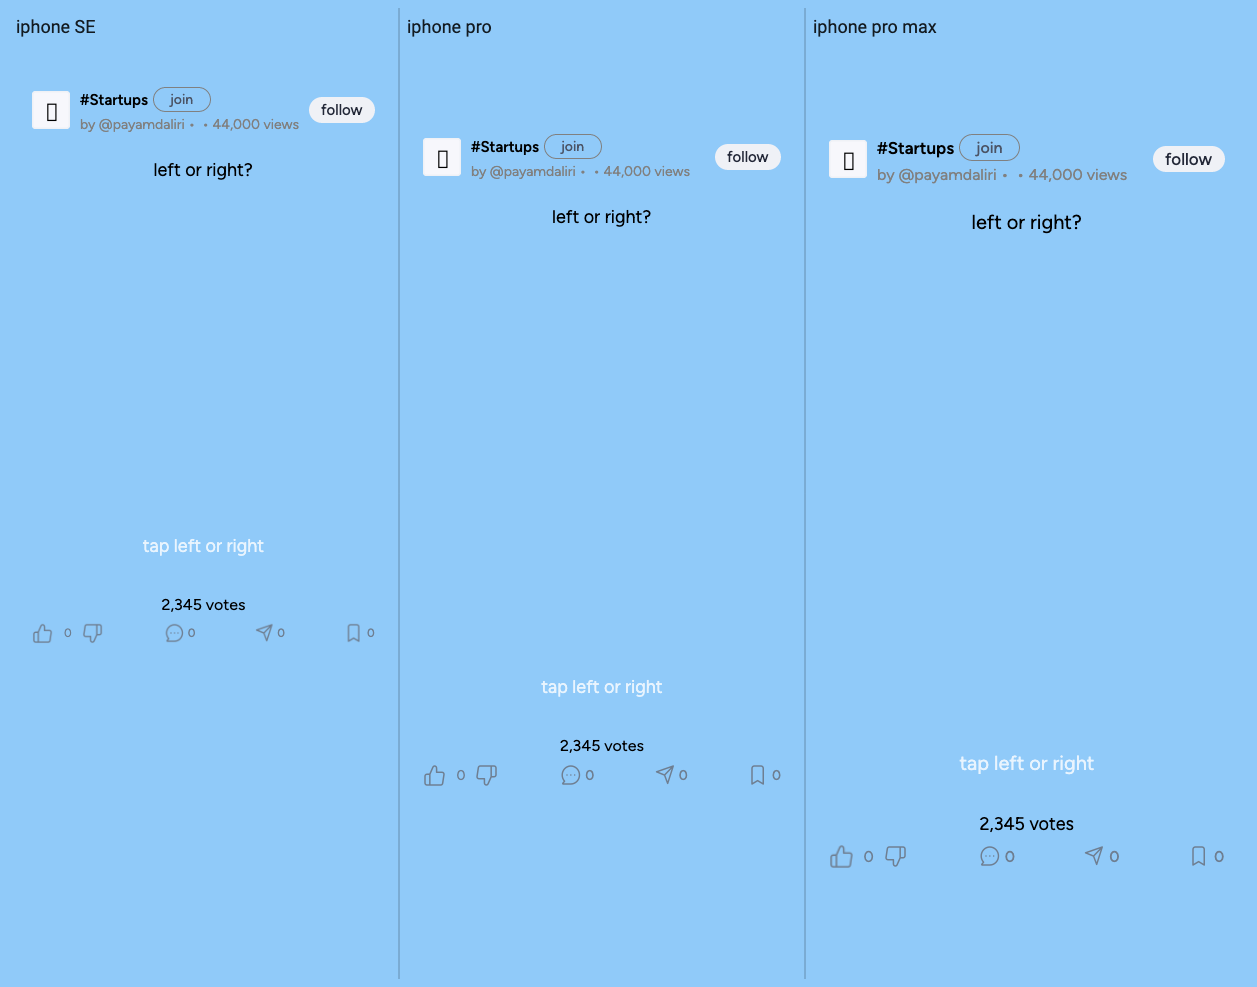 iphone SE
#Startups join
follow
by @payamdaliri • • 44,000 views
left or right?
tap left or right
2,345 votes
0 0 0 0
iphone pro
#Startups join
follow
by @payamdaliri • • 44,000 views
left or right?
tap left or right
2,345 votes
0 0 0 0
iphone pro max
#Startups join
follow
by @payamdaliri • • 44,000 views
left or right?
tap left or right
2,345 votes
0 0 0 0